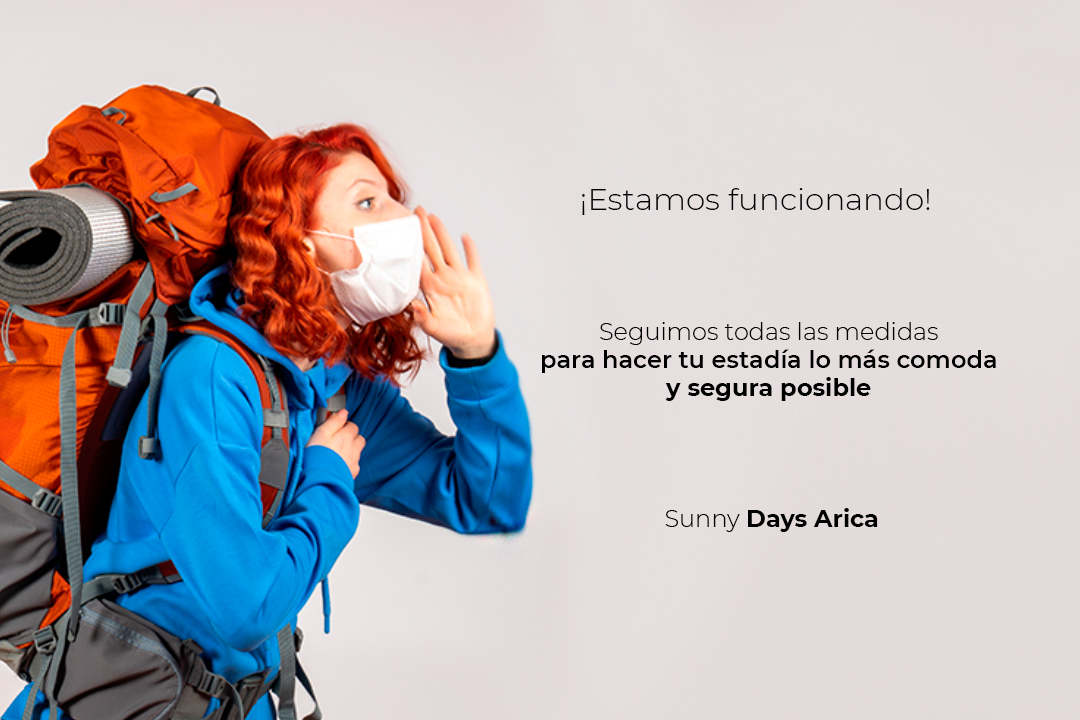 ¡Estamos funcionando!
Seguimos todas las medidas
para hacer tu estadía lo más comoda
y segura posible
Sunny Days Arica